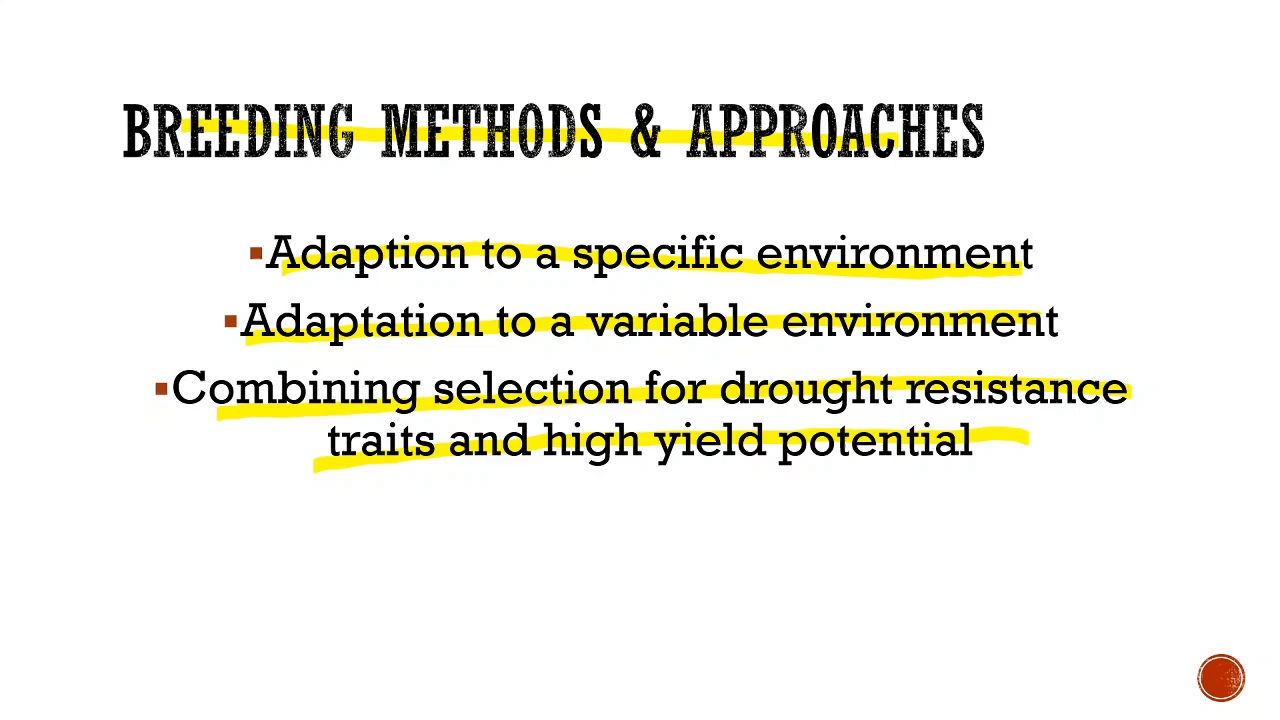 BREEDING METHODS & APPROACHES
▪Adaption to a specific environment
▪Adaptation to a variable environment
▪Combining selection for drought resistance
traits and high yield potential